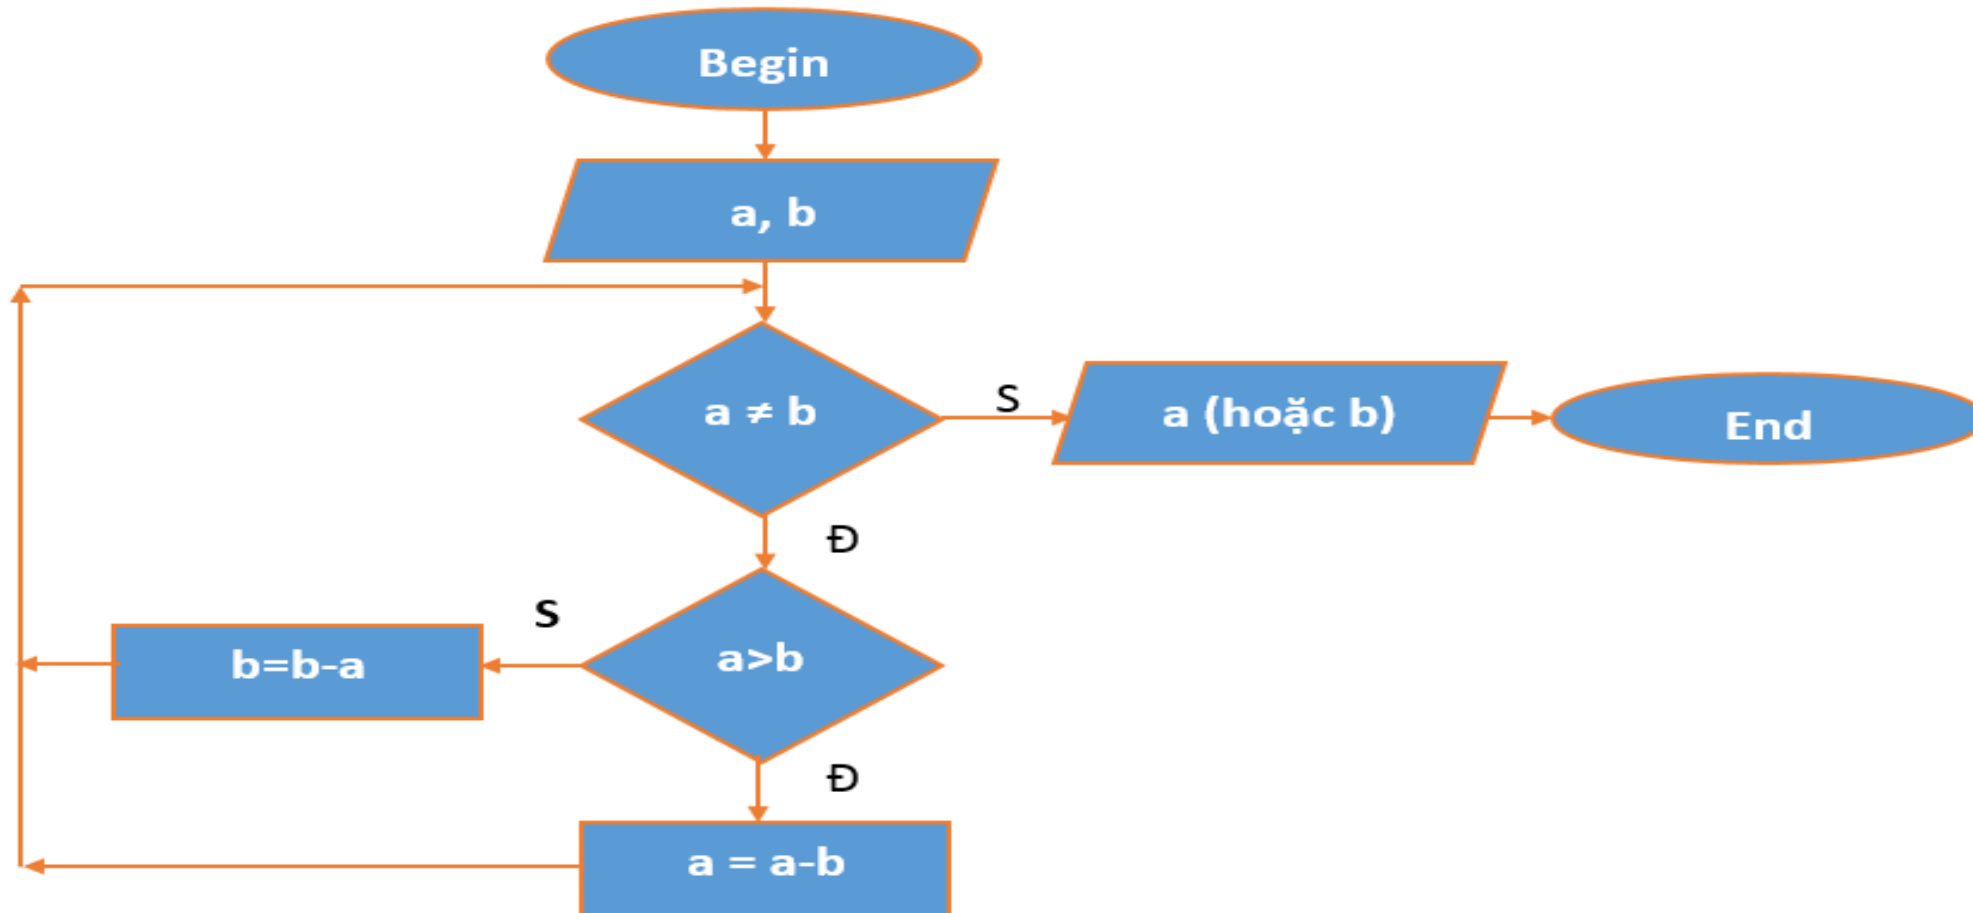 Begin
a, b
a ≠ b
S
a (hoặc b)
End
Đ
a>b
S
b=b-a
Đ
a = a-b